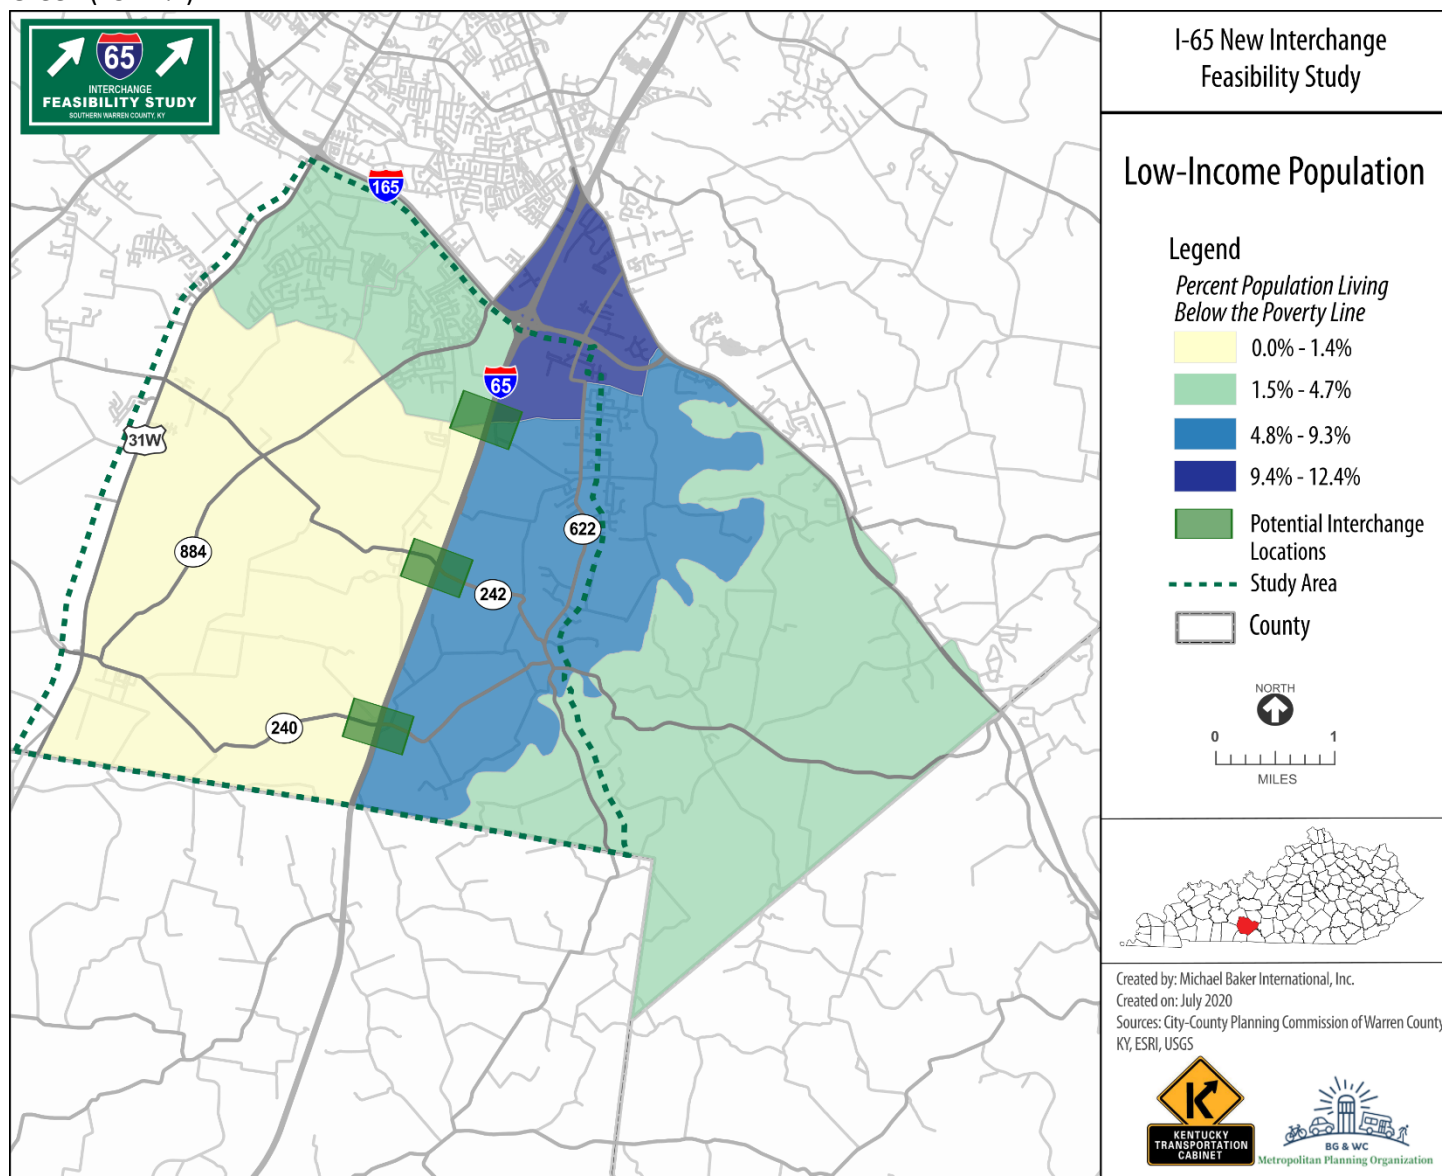 65
INTERCHANGE
FEASIBILITY STUDY
SOUTHERN WARREN COUNTY, KY
165
65
31W
884
622
242
240
I-65 New Interchange
Feasibility Study
Low-Income Population
Legend
Percent Population Living
Below the Poverty Line
0.0% - 1.4%
1.5% - 4.7%
4.8% - 9.3%
9.4% - 12.4%
Potential Interchange
Locations
Study Area
County
NORTH
0 1
MILES
Created by: Michael Baker International, Inc.
Created on: July 2020
Sources: City-County Planning Commission of Warren County
KY, ESRI, USGS
KENTUCKY
TRANSPORTATION
CABINET
BG & WC
Metropolitan Planning Organization